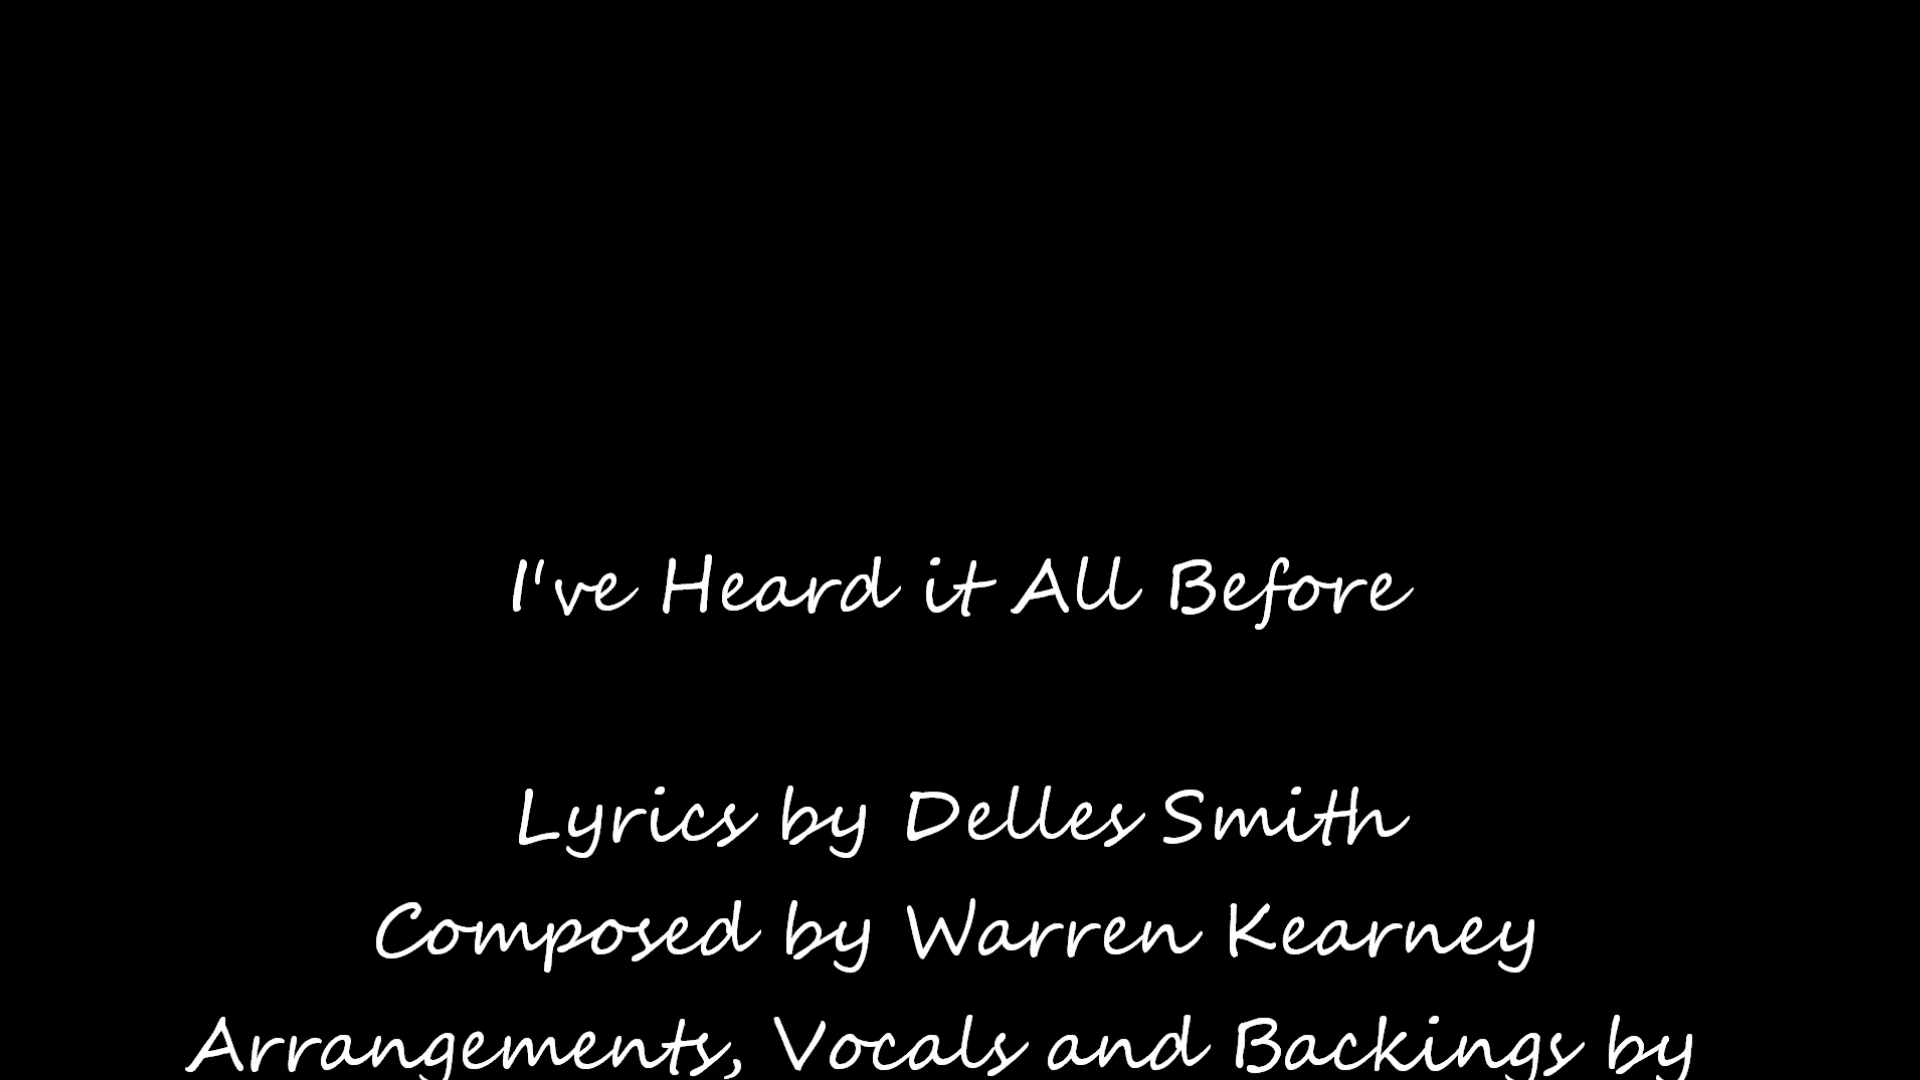 I've Heard it All Before
Lyrics by Delles Smith
Composed by Warren Kearney
Arrangements, Vocals and Backings by